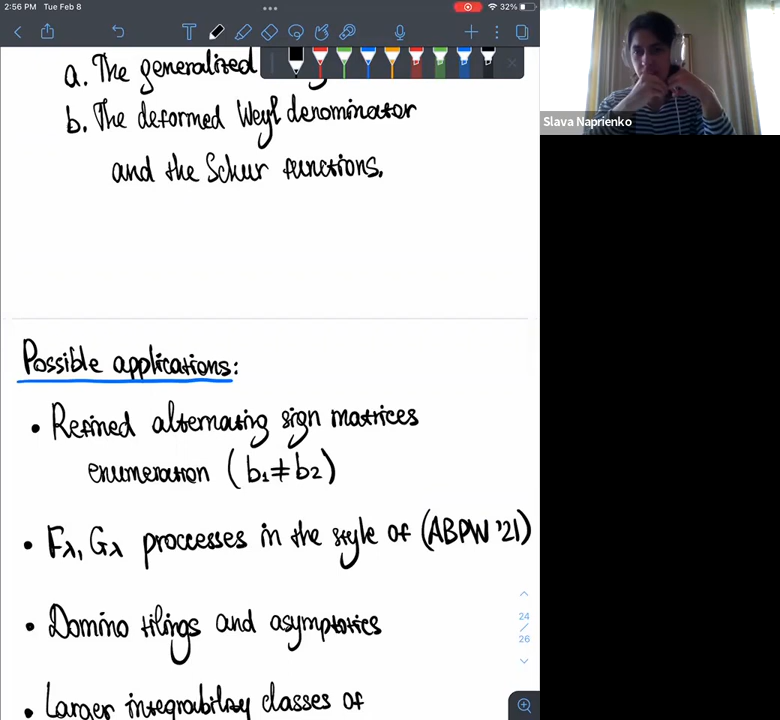 2:56 PM Tue Feb 8
32%
a. The generalized
b. The deformed Weyl denominator
and the Schur functions.
Slava Naprienko
Possible applications:
• Refined alternating sign matrices
enumeration (b₁≠b₂)
• Fλ, Gλ proccesses in the style of (ABPW '21)
• Domino tilings and asymptotics
24
/
26
• Larger integrability classes of